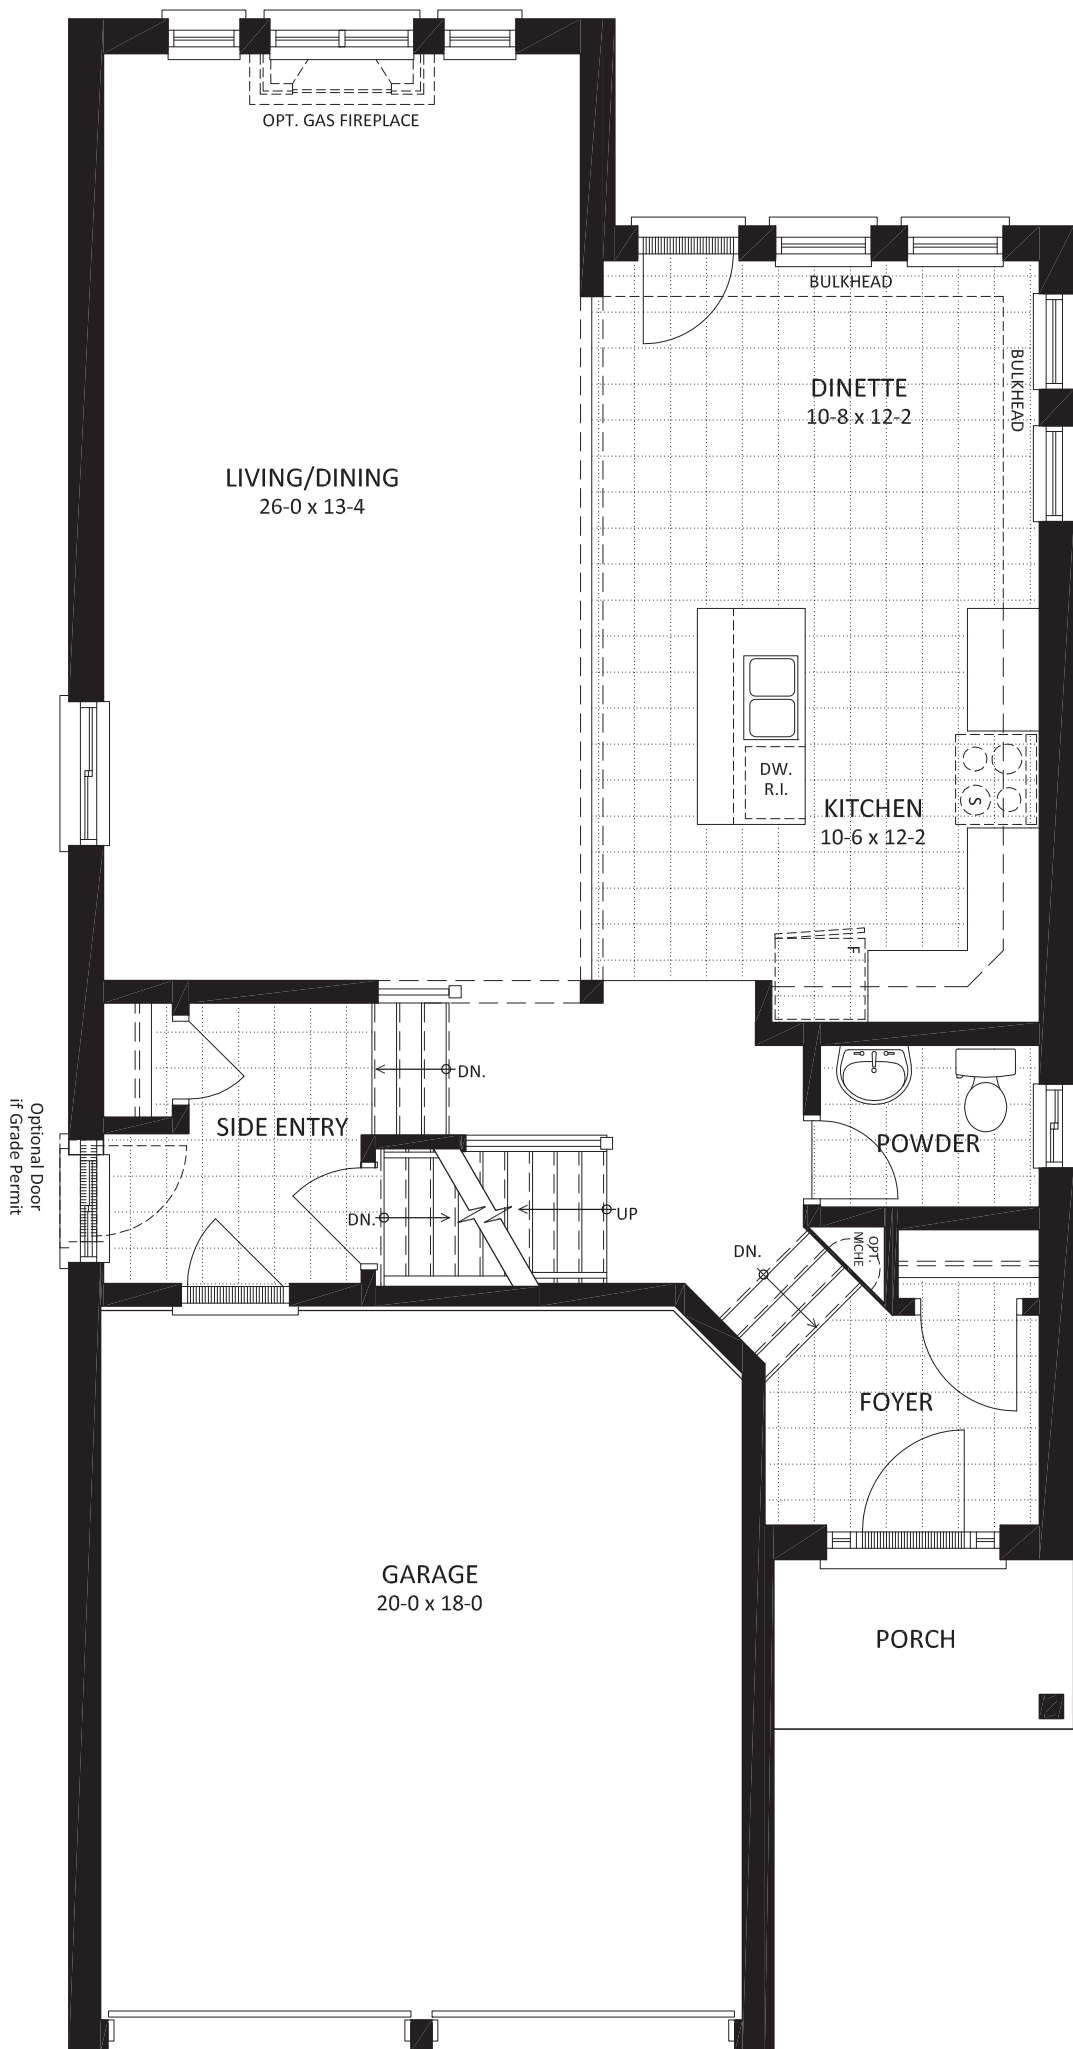 OPT. GAS FIREPLACE
BULKHEAD
BULKHEAD
DINETTE
10-8 x 12-2
LIVING/DINING
26-0 x 13-4
DW.
R.I.
S
KITCHEN
10-6 x 12-2
F
DN.
SIDE ENTRY
Optional Door
if Grade Permit
POWDER
DN.
UP
DN.
OPT
NICHE
FOYER
GARAGE
20-0 x 18-0
PORCH